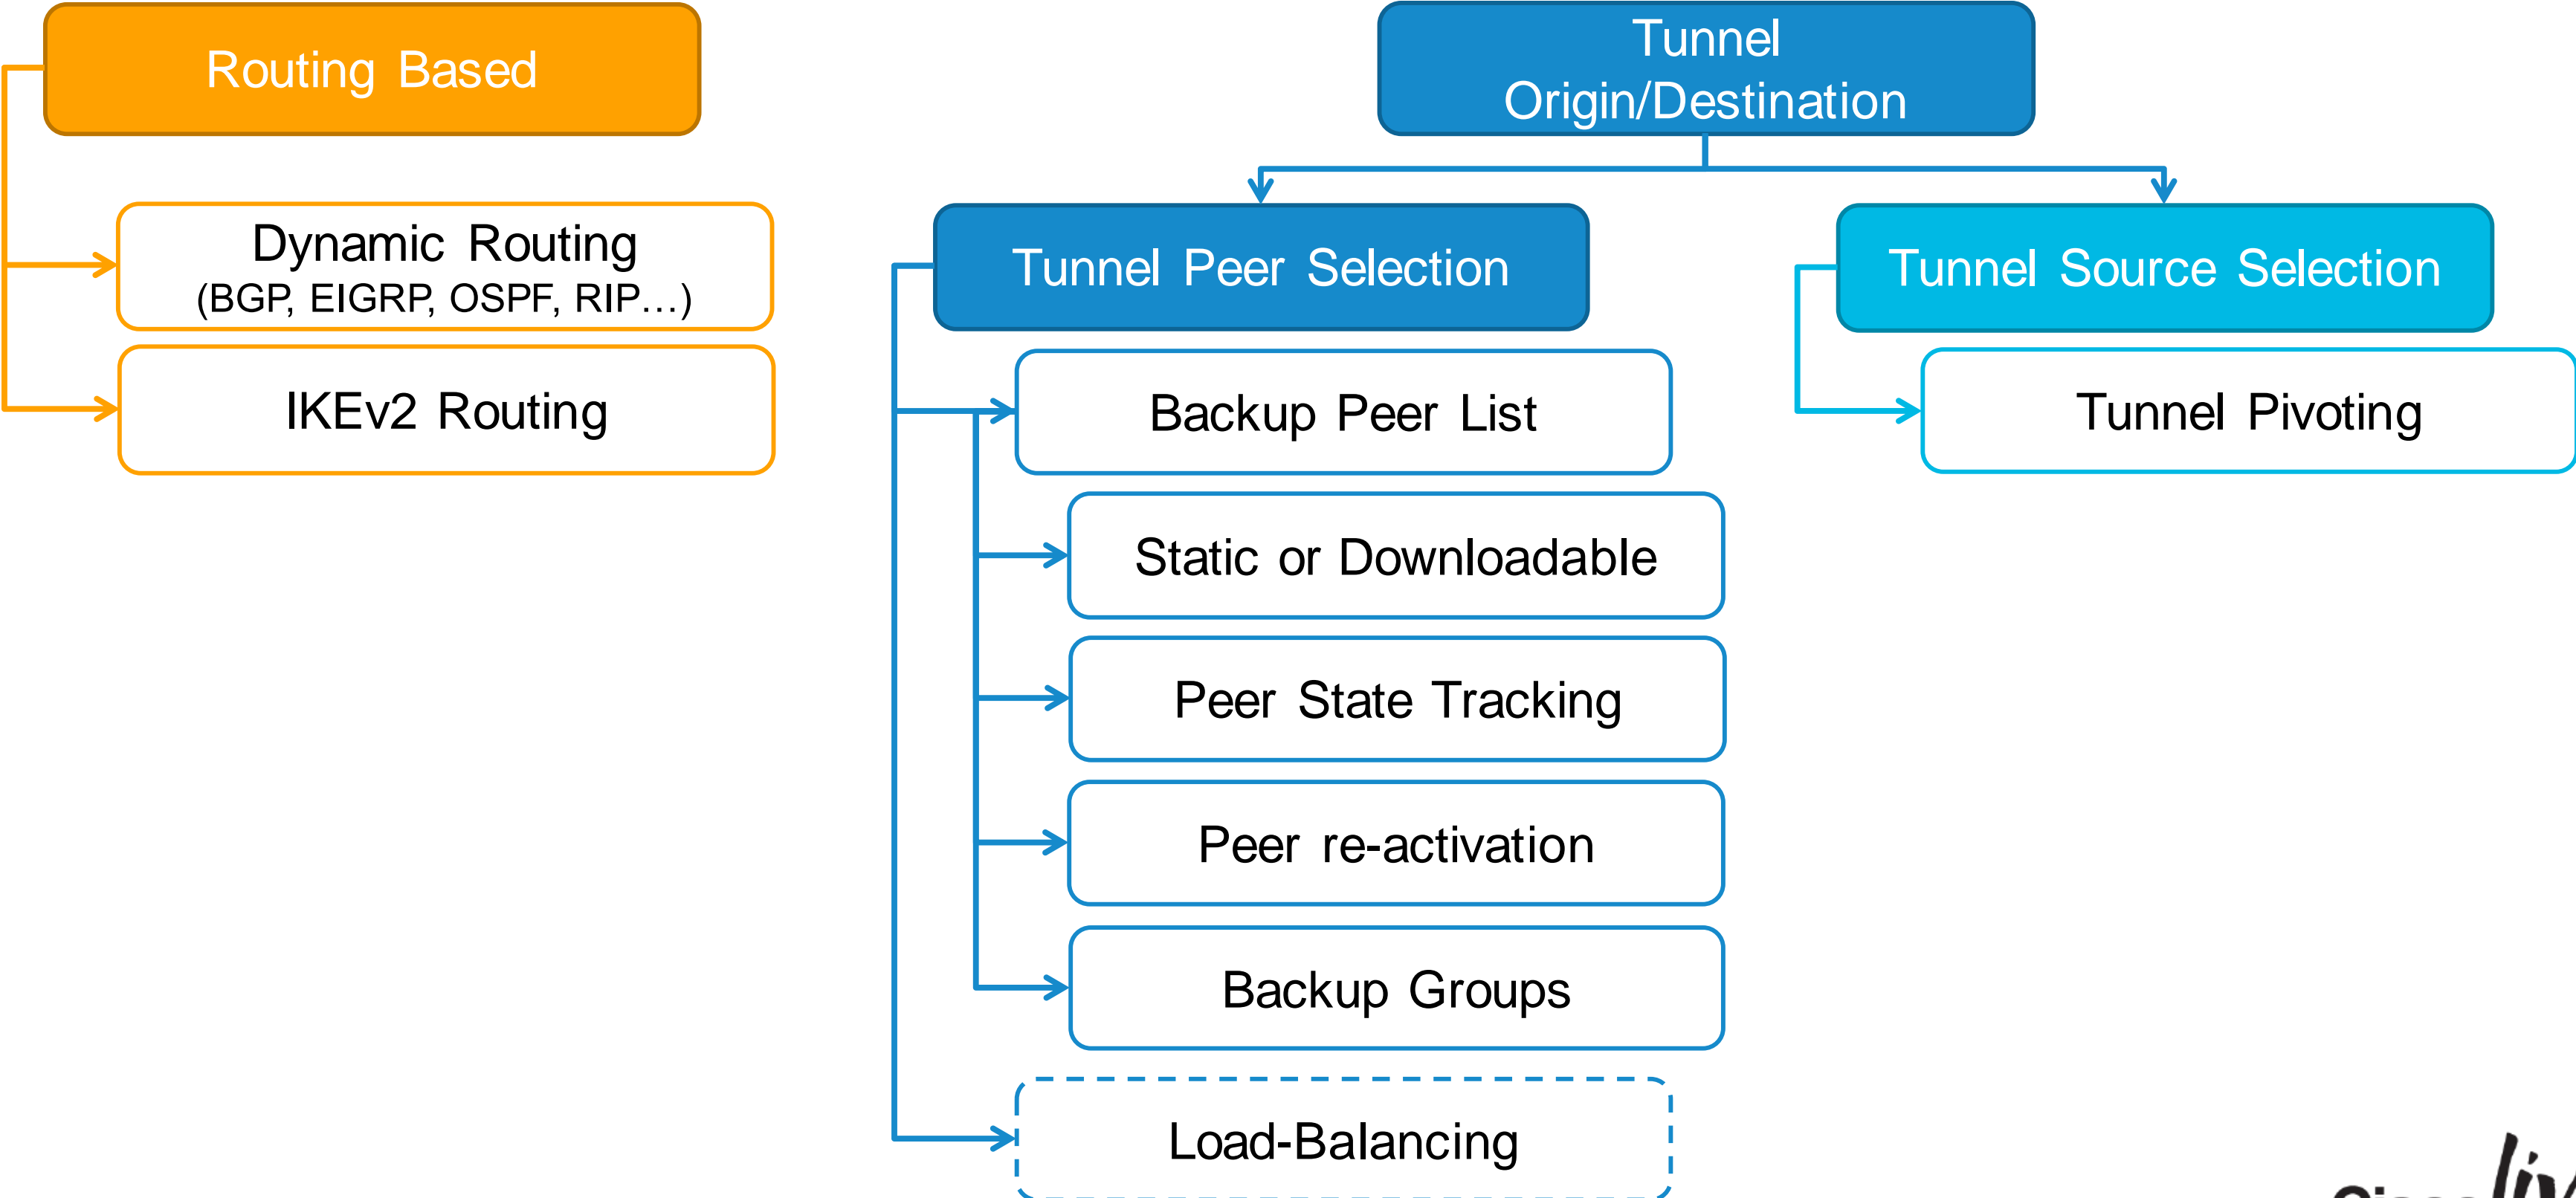 Routing Based
Dynamic Routing
(BGP, EIGRP, OSPF, RIP…)
IKEv2 Routing
Tunnel
Origin/Destination
Tunnel Peer Selection
Backup Peer List
Static or Downloadable
Peer State Tracking
Peer re-activation
Backup Groups
Load-Balancing
Tunnel Source Selection
Tunnel Pivoting